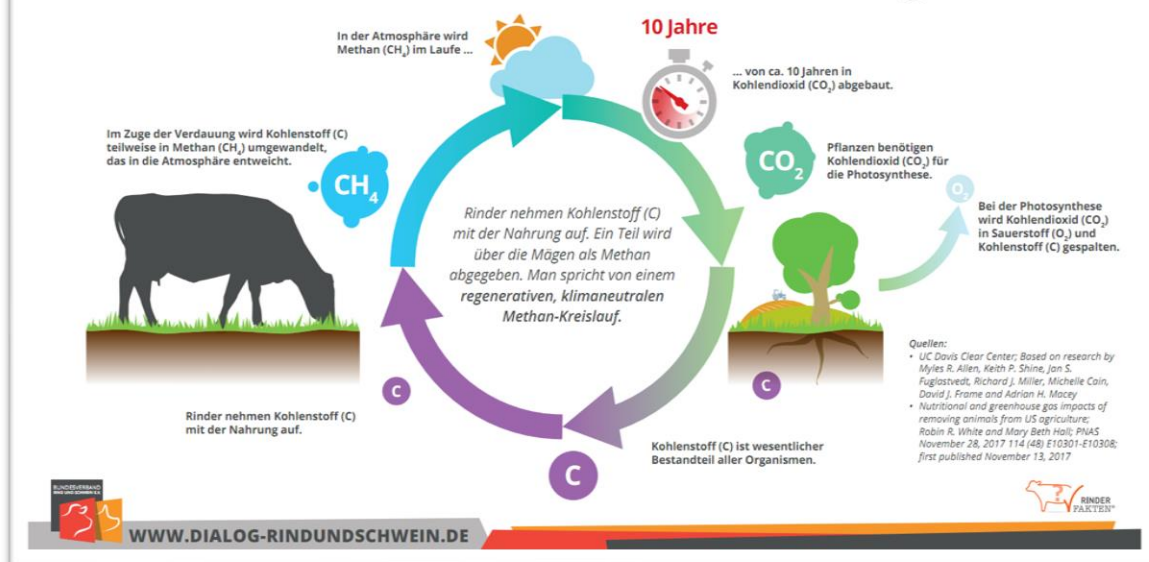 In der Atmosphäre wird
Methan (CH₄) im Laufe ...
10 Jahre
... von ca. 10 Jahren in
Kohlendioxid (CO₂) abgebaut.
Im Zuge der Verdauung wird Kohlenstoff (C)
teilweise in Methan (CH₄) umgewandelt,
das in die Atmosphäre entweicht.
CH₄
CO₂
Pflanzen benötigen
Kohlendioxid (CO₂) für
die Photosynthese.
O₂
Bei der Photosynthese
wird Kohlendioxid (CO₂)
in Sauerstoff (O₂) und
Kohlenstoff (C) gespalten.
Rinder nehmen Kohlenstoff (C)
mit der Nahrung auf. Ein Teil wird
über die Mägen als Methan
abgegeben. Man spricht von einem
regenerativen, klimaneutralen
Methan-Kreislauf.
C
C
Rinder nehmen Kohlenstoff (C)
mit der Nahrung auf.
C
Kohlenstoff (C) ist wesentlicher
Bestandteil aller Organismen.
Quellen:
• UC Davis Clear Center; Based on research by
Myles R. Allen, Keith P. Shine, Jan S.
Fuglestvedt, Richard J. Miller, Michelle Cain,
David J. Frame and Adrian H. Macey
• Nutritional and greenhouse gas impacts of
removing animals from US agriculture;
Robin R. White and Mary Beth Hall; PNAS
November 28, 2017 114 (48) E10301-E10308;
first published November 13, 2017
BUNDESVERBAND
RIND UND SCHWEIN E.V.
WWW.DIALOG-RINDUNDSCHWEIN.DE
?
RINDER
FAKTEN